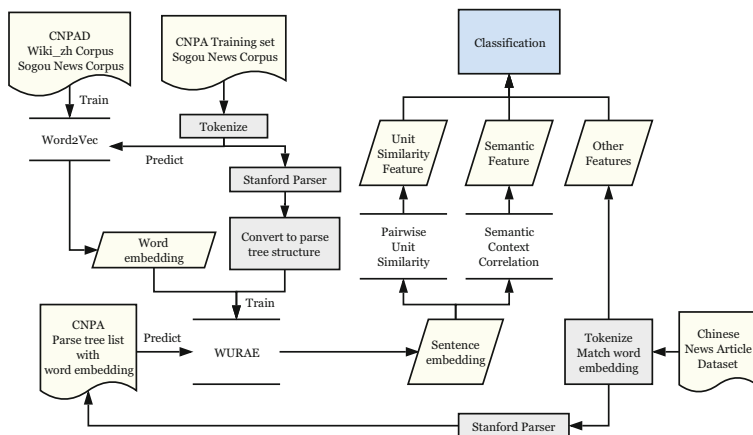 CNPAD
Wiki_zh Corpus
Sogou News Corpus
CNPA Training set
Sogou News Corpus
Classification
Train
Tokenize
Word2Vec
Predict
Stanford Parser
Unit
Similarity
Feature
Semantic
Feature
Other
Features
Convert to parse
tree structure
Pairwise
Unit
Similarity
Semantic
Context
Correlation
Word
embedding
Train
CNPA
Parse tree list
with
word embedding
Predict
WURAE
Sentence
embedding
Tokenize
Match word
embedding
Chinese
News Article
Dataset
Stanford Parser